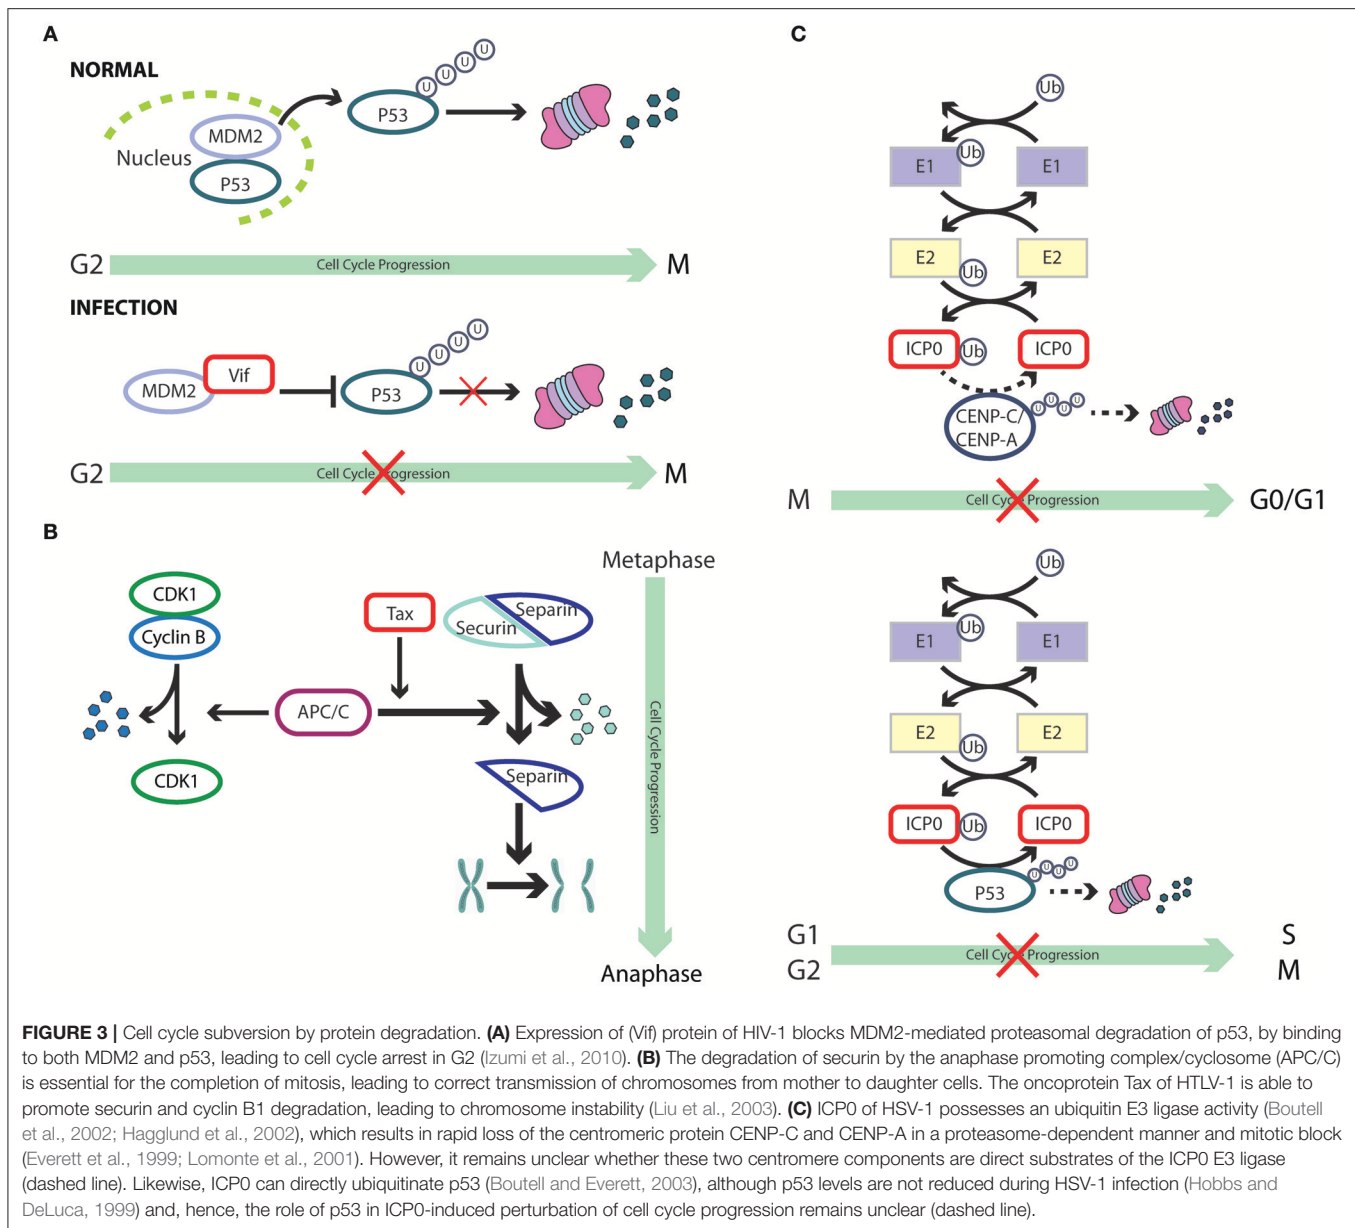 A
NORMAL
MDM2
Nucleus
P53
P53
U U U U
G2
Cell Cycle Progression
M
INFECTION
MDM2
Vif
P53
U U U U
G2
Cell Cycle Progression
M
B
CDK1
Cyclin B
Tax
Securin
Separin
APC/C
CDK1
Separin
Metaphase
Cell Cycle Progression
Anaphase
C
Ub
Ub
E1
E1
E2
Ub
E2
ICP0
Ub
ICP0
CENP-C/
CENP-A
U U U U
M
Cell Cycle Progression
G0/G1
Ub
Ub
E1
E1
E2
Ub
E2
ICP0
Ub
ICP0
P53
U U U U
G1
G2
Cell Cycle Progression
S
M
FIGURE 3 | Cell cycle subversion by protein degradation. (A) Expression of (Vif) protein of HIV-1 blocks MDM2-mediated proteasomal degradation of p53, by binding
to both MDM2 and p53, leading to cell cycle arrest in G2 (Izumi et al., 2010). (B) The degradation of securin by the anaphase promoting complex/cyclosome (APC/C)
is essential for the completion of mitosis, leading to correct transmission of chromosomes from mother to daughter cells. The oncoprotein Tax of HTLV-1 is able to
promote securin and cyclin B1 degradation, leading to chromosome instability (Liu et al., 2003). (C) ICP0 of HSV-1 possesses an ubiquitin E3 ligase activity (Boutell
et al., 2002; Hagglund et al., 2002), which results in rapid loss of the centromeric protein CENP-C and CENP-A in a proteasome-dependent manner and mitotic block
(Everett et al., 1999; Lomonte et al., 2001). However, it remains unclear whether these two centromere components are direct substrates of the ICP0 E3 ligase
(dashed line). Likewise, ICP0 can directly ubiquitinate p53 (Boutell and Everett, 2003), although p53 levels are not reduced during HSV-1 infection (Hobbs and
DeLuca, 1999) and, hence, the role of p53 in ICP0-induced perturbation of cell cycle progression remains unclear (dashed line).